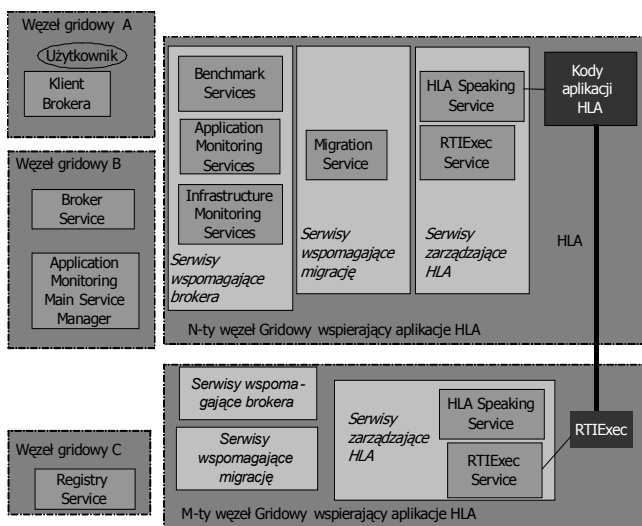 Węzeł gridowy A
Użytkownik
Klient
Brokera
Węzeł gridowy B
Broker
Service
Application
Monitoring
Main Service
Manager
Węzeł gridowy C
Registry
Service
Benchmark
Services
Application
Monitoring
Services
Infrastructure
Monitoring
Services
Serwisy
wspomagające
brokera
Migration
Service
Serwisy
wspomagające
migrację
HLA Speaking
Service
RTIExec
Service
Serwisy
zarządzające
HLA
Kody
aplikacji
HLA
HLA
N-ty węzeł Gridowy wspierający aplikacje HLA
Serwisy wspoma-
gające brokera
Serwisy
wspomagające
migrację
Serwisy
zarządzające
HLA
HLA Speaking
Service
RTIExec
Service
RTIExec
M-ty węzeł Gridowy wspierający aplikacje HLA